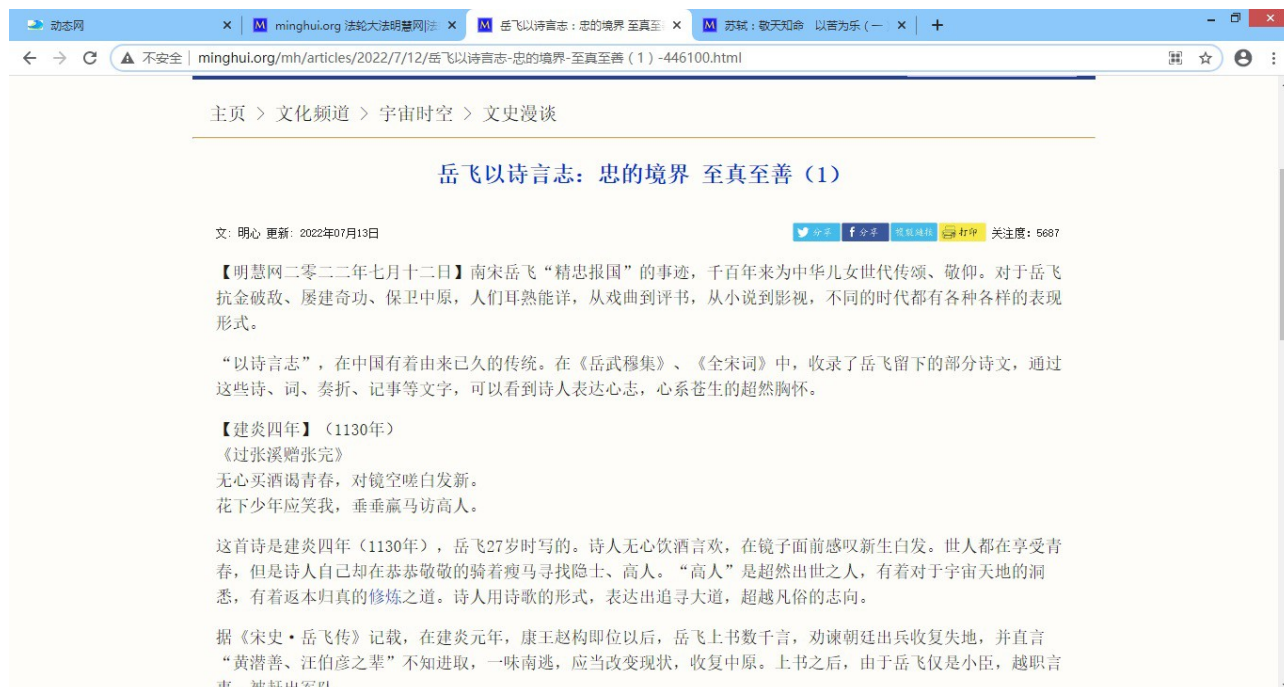 动态网
minghui.org 法轮大法明慧网|法
岳飞以诗言志：忠的境界 至真至
苏轼：敬天知命 以苦为乐 ( 一
不安全 | minghui.org/mh/articles/2022/7/12/岳飞以诗言志-忠的境界-至真至善 ( 1 ) -446100.html
主页 > 文化频道 > 宇宙时空 > 文史漫谈
岳飞以诗言志：忠的境界 至真至善（1）
文: 明心 更新: 2022年07月13日
分享 分享 复制链接 打印 关注度: 5687
【明慧网二零二二年七月十二日】南宋岳飞“精忠报国”的事迹，千百年来为中华儿女世代传颂、敬仰。对于岳飞
抗金破敌、屡建奇功、保卫中原，人们耳熟能详，从戏曲到评书，从小说到影视，不同的时代都有各种各样的表现
形式。
“以诗言志”，在中国有着由来已久的传统。在《岳武穆集》、《全宋词》中，收录了岳飞留下的部分诗文，通过
这些诗、词、奏折、记事等文字，可以看到诗人表达心志，心系苍生的超然胸怀。
【建炎四年】（1130年）
《过张溪赠张完》
无心买酒谒青春，对镜空嗟白发新。
花下少年应笑我，垂垂羸马访高人。
这首诗是建炎四年（1130年），岳飞27岁时写的。诗人无心饮酒言欢，在镜子面前感叹新生白发。世人都在享受青
春，但是诗人自己却在恭恭敬敬的骑着瘦马寻找隐士、高人。“高人”是超然出世之人，有着对于宇宙天地的洞
悉，有着返本归真的修炼之道。诗人用诗歌的形式，表达出追寻大道，超越凡俗的志向。
据《宋史·岳飞传》记载，在建炎元年，康王赵构即位以后，岳飞上书数千言，劝谏朝廷出兵收复失地，并直言
“黄潜善、汪伯彦之辈”不知进取，一味南逃，应当改变现状，收复中原。上书之后，由于岳飞仅是小臣，越职言
事，被赶出军队